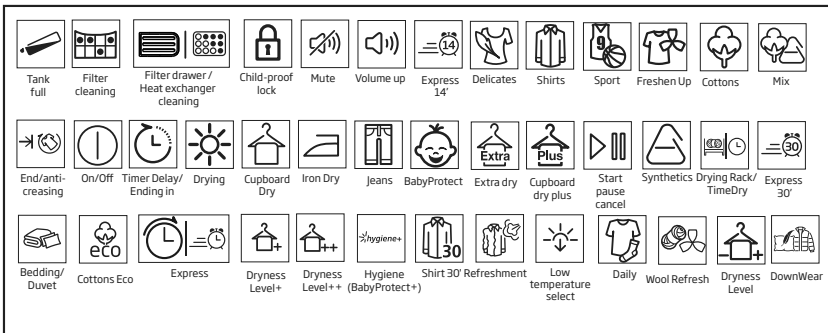 14
9
Tank full
Filter cleaning
Filter drawer / Heat exchanger cleaning
Child-proof lock
Mute
Volume up
Express 14'
Delicates
Shirts
Sport
Freshen Up
Cottons
Mix
Extra
Plus
30
End/anti-creasing
On/Off
Timer Delay/ Ending in
Drying
Cupboard Dry
Iron Dry
Jeans
BabyProtect
Extra dry
Cupboard dry plus
Start pause cancel
Synthetics
Drying Rack/ TimeDry
Express 30'
eco
+
++
hygiene+
30
- +
Bedding/ Duvet
Cottons Eco
Express
Dryness Level+
Dryness Level++
Hygiene (BabyProtect+)
Shirt 30'
Refreshment
Low temperature select
Daily
Wool Refresh
Dryness Level
DownWear